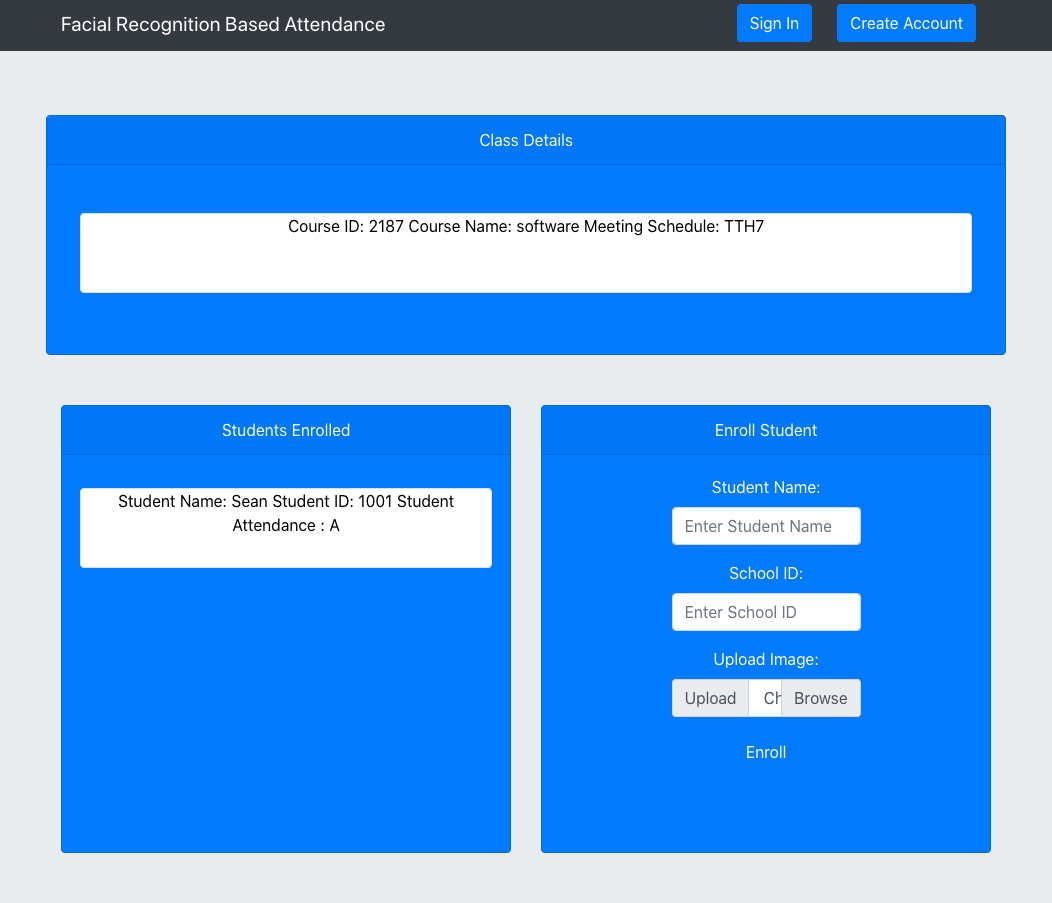 Facial Recognition Based Attendance
Sign In
Create Account
Class Details
Course ID: 2187 Course Name: software Meeting Schedule: TTH7
Students Enrolled
Student Name: Sean Student ID: 1001 Student
Attendance : A
Enroll Student
Student Name:
Enter Student Name
School ID:
Enter School ID
Upload Image:
Upload
Ch
Browse
Enroll